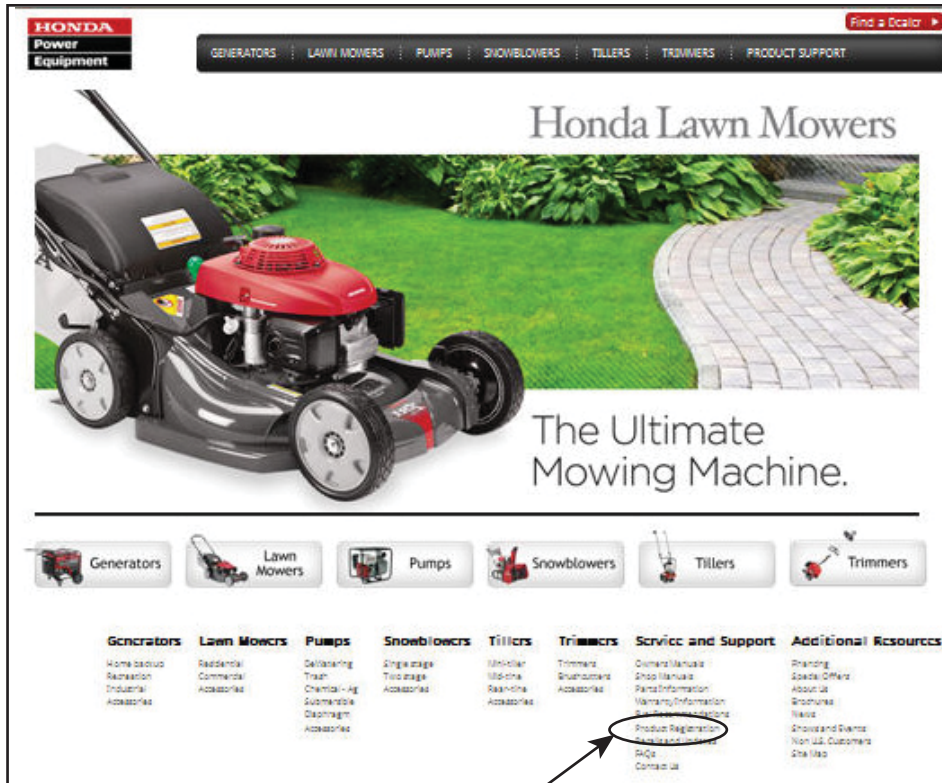 HONDA
Power
Equipment
Find a Dealer
GENERATORS LAWN MOWERS PUMPS SNOWBLOWERS TILLERS TRIMMERS PRODUCT SUPPORT
Honda Lawn Mowers
The Ultimate
Mowing Machine.
Generators
Lawn
Mowers
Pumps
Snowblowers
Tillers
Trimmers
Generators
Home backup
Recreation
Industrial
Accessories
Lawn Mowers
Residential
Commercial
Accessories
Pumps
DeWatering
Trash
Chemical - Ag
Submersible
Diaphragm
Accessories
Snowblowers
Single stage
Two stage
Accessories
Tillers
Mini-tiller
Mid-tine
Rear-tine
Accessories
Trimmers
Trimmers
Brushcutters
Accessories
Service and Support
Owners Manuals
Shop Manuals
Parts Information
Warranty Information
Fuel Recommendations
Product Registration
Recalls and Updates
FAQs
Contact Us
Additional Resources
Financing
Special Offers
About Us
Brochures
News
Shows and Events
Non U.S. Customers
Site Map